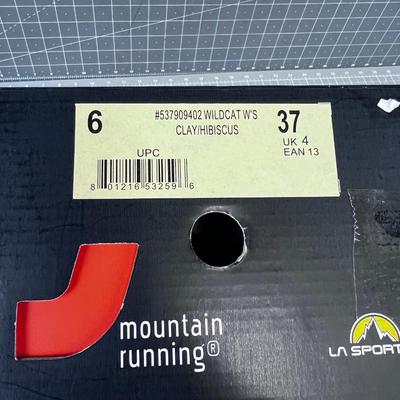 6
#537909402 WILDCAT W'S
CLAY/HIBISCUS
37
UK 4
EAN 13
UPC
8 01216 53259 6
mountain
running®
LA SPORT